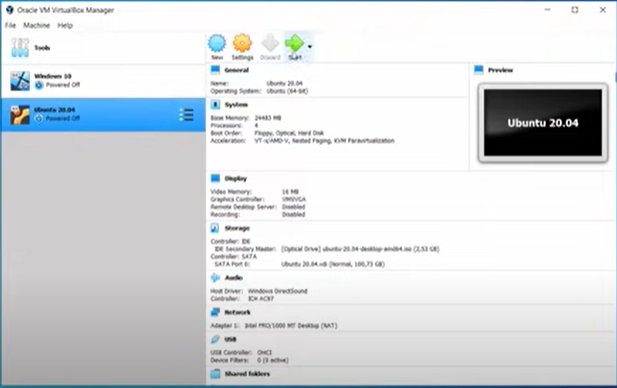 Oracle VM VirtualBox Manager
File Machine Help
Tools
New Settings Discard Start
Windows 10
Powered Off
Ubuntu 20.04
Powered Off
General
Name: Ubuntu 20.04
Operating System: Ubuntu (64-bit)
System
Base Memory: 24483 MB
Processors: 4
Boot Order: Floppy, Optical, Hard Disk
Acceleration: VT-x/AMD-V, Nested Paging, KVM Paravirtualization
Preview
Ubuntu 20.04
Display
Video Memory: 16 MB
Graphics Controller: VMSVGA
Remote Desktop Server: Disabled
Recording: Disabled
Storage
Controller: IDE
IDE Secondary Master: [Optical Drive] ubuntu-20.04-desktop-amd64.iso (2,53 GB)
Controller: SATA
SATA Port 0: Ubuntu 20.04.vdi (Normal, 100,73 GB)
Audio
Host Driver: Windows DirectSound
Controller: ICH AC97
Network
Adapter 1: Intel PRO/1000 MT Desktop (NAT)
USB
USB Controller: OHCI
Device Filters: 0 (0 active)
Shared folders